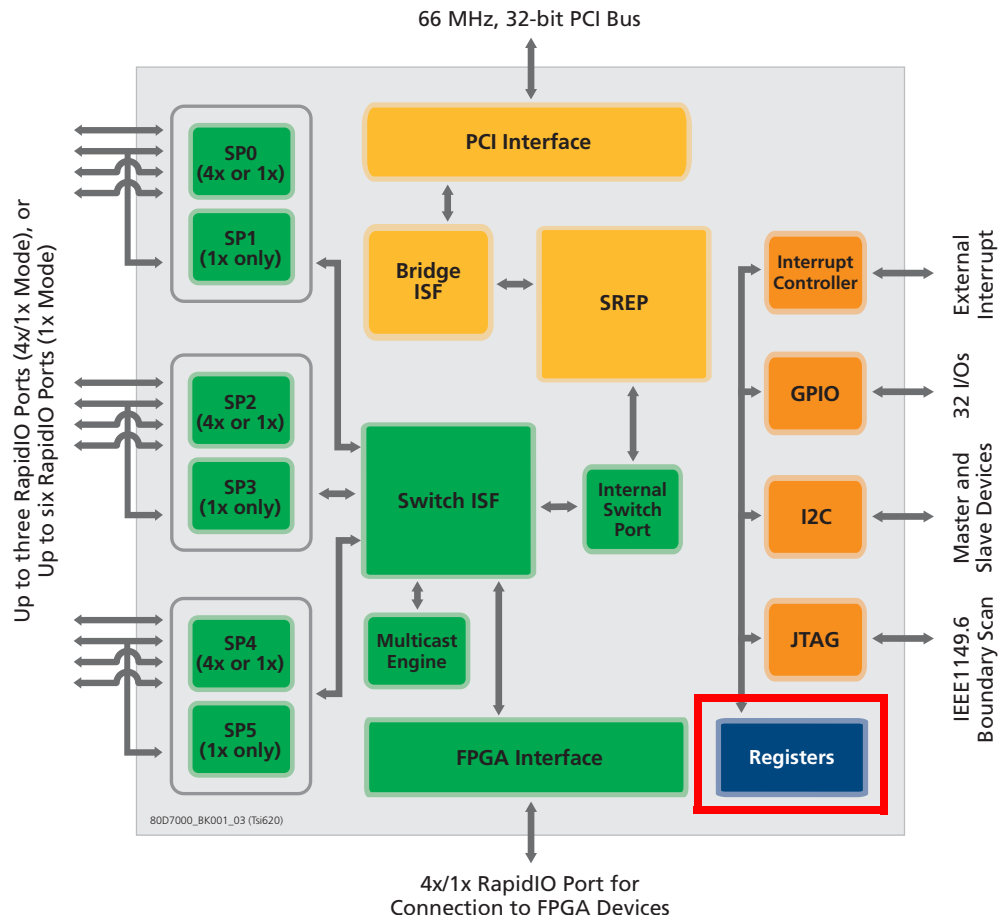 66 MHz, 32-bit PCI Bus
PCI Interface
SP0
(4x or 1x)
SP1
(1x only)
Bridge
ISF
SREP
Interrupt
Controller
External
Interrupt
Up to three RapidIO Ports (4x/1x Mode), or
Up to six RapidIO Ports (1x Mode)
SP2
(4x or 1x)
SP3
(1x only)
GPIO
32 I/Os
Switch ISF
Internal
Switch
Port
I2C
Master and
Slave Devices
SP4
(4x or 1x)
SP5
(1x only)
Multicast
Engine
JTAG
IEEE1149.6
Boundary Scan
FPGA Interface
Registers
80D7000_BK001_03 (Tsi620)
4x/1x RapidIO Port for
Connection to FPGA Devices